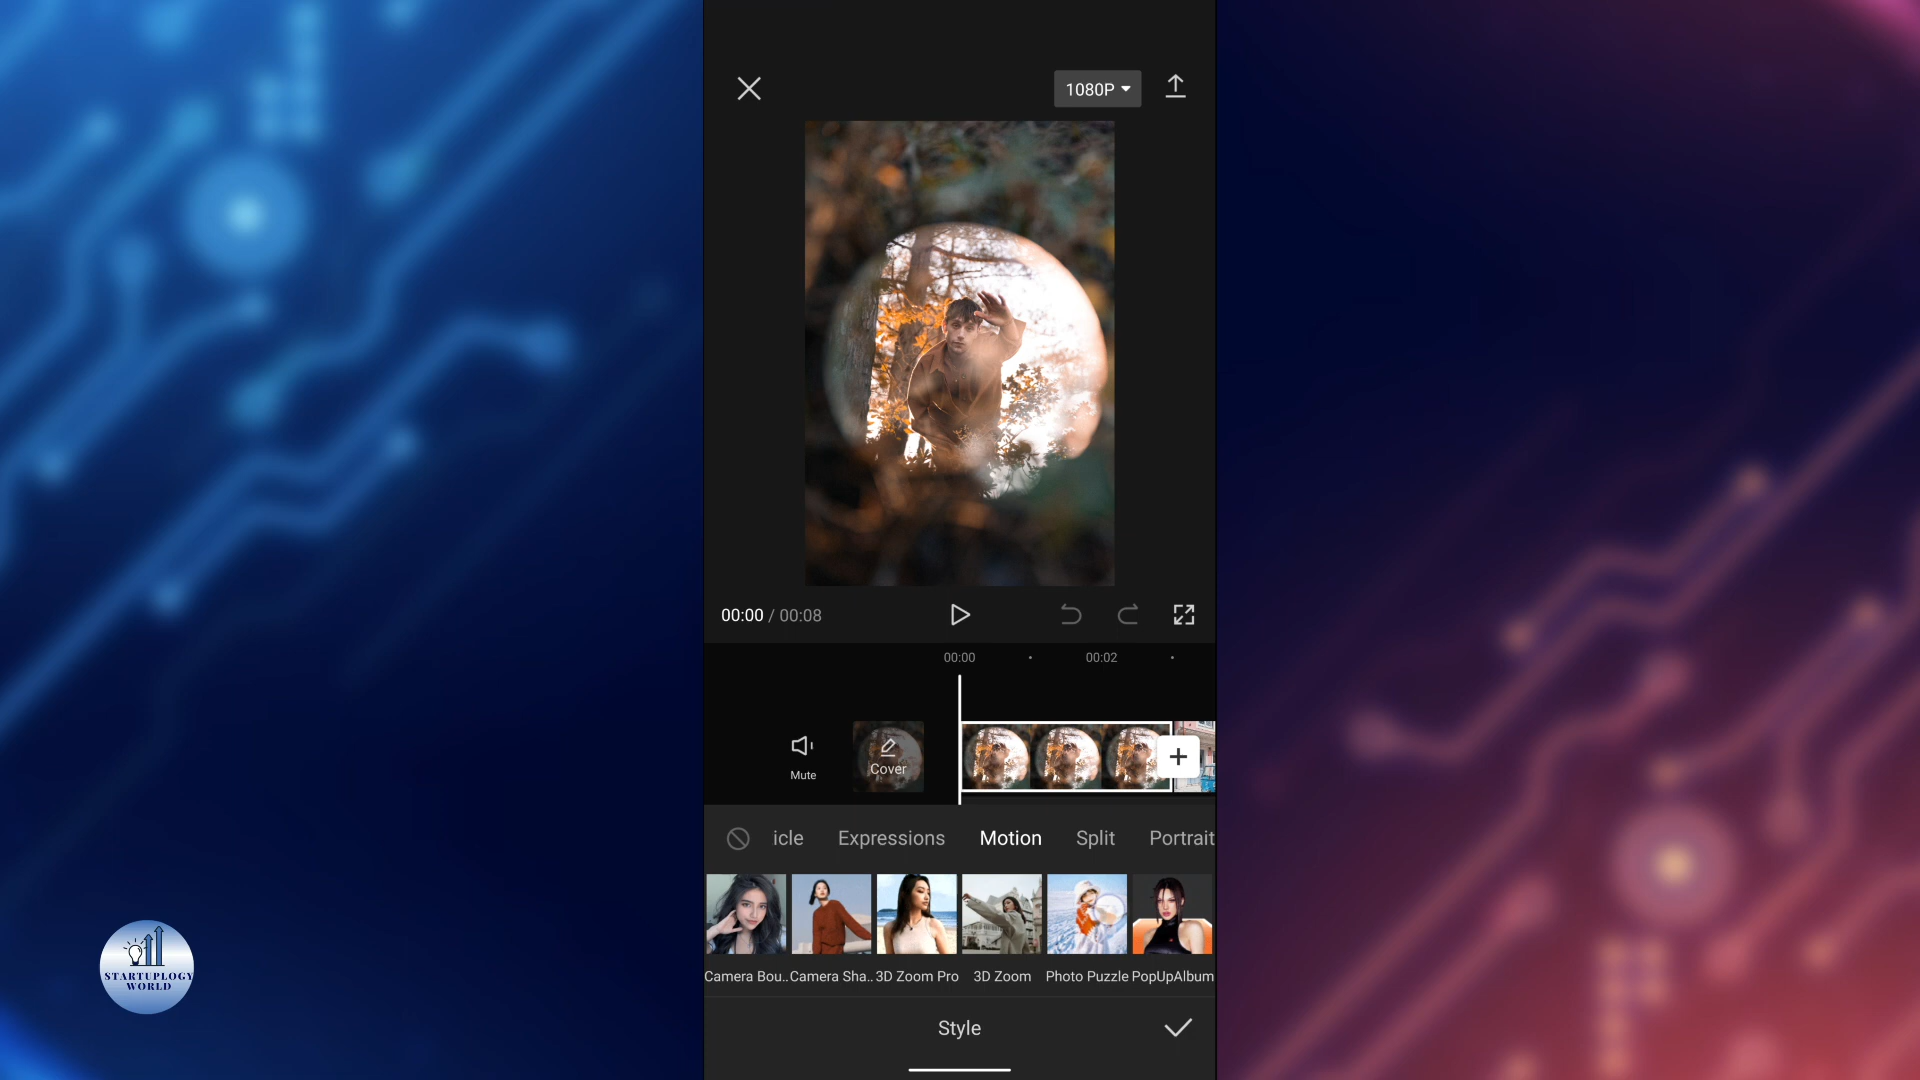 1080P
00:00 / 00:08
00:00 00:02
Mute
Cover
icle Expressions Motion Split Portrait
Camera Bou.. Camera Sha.. 3D Zoom Pro 3D Zoom Photo Puzzle PopUpAlbum
Style
STARTUPLOGY
WORLD